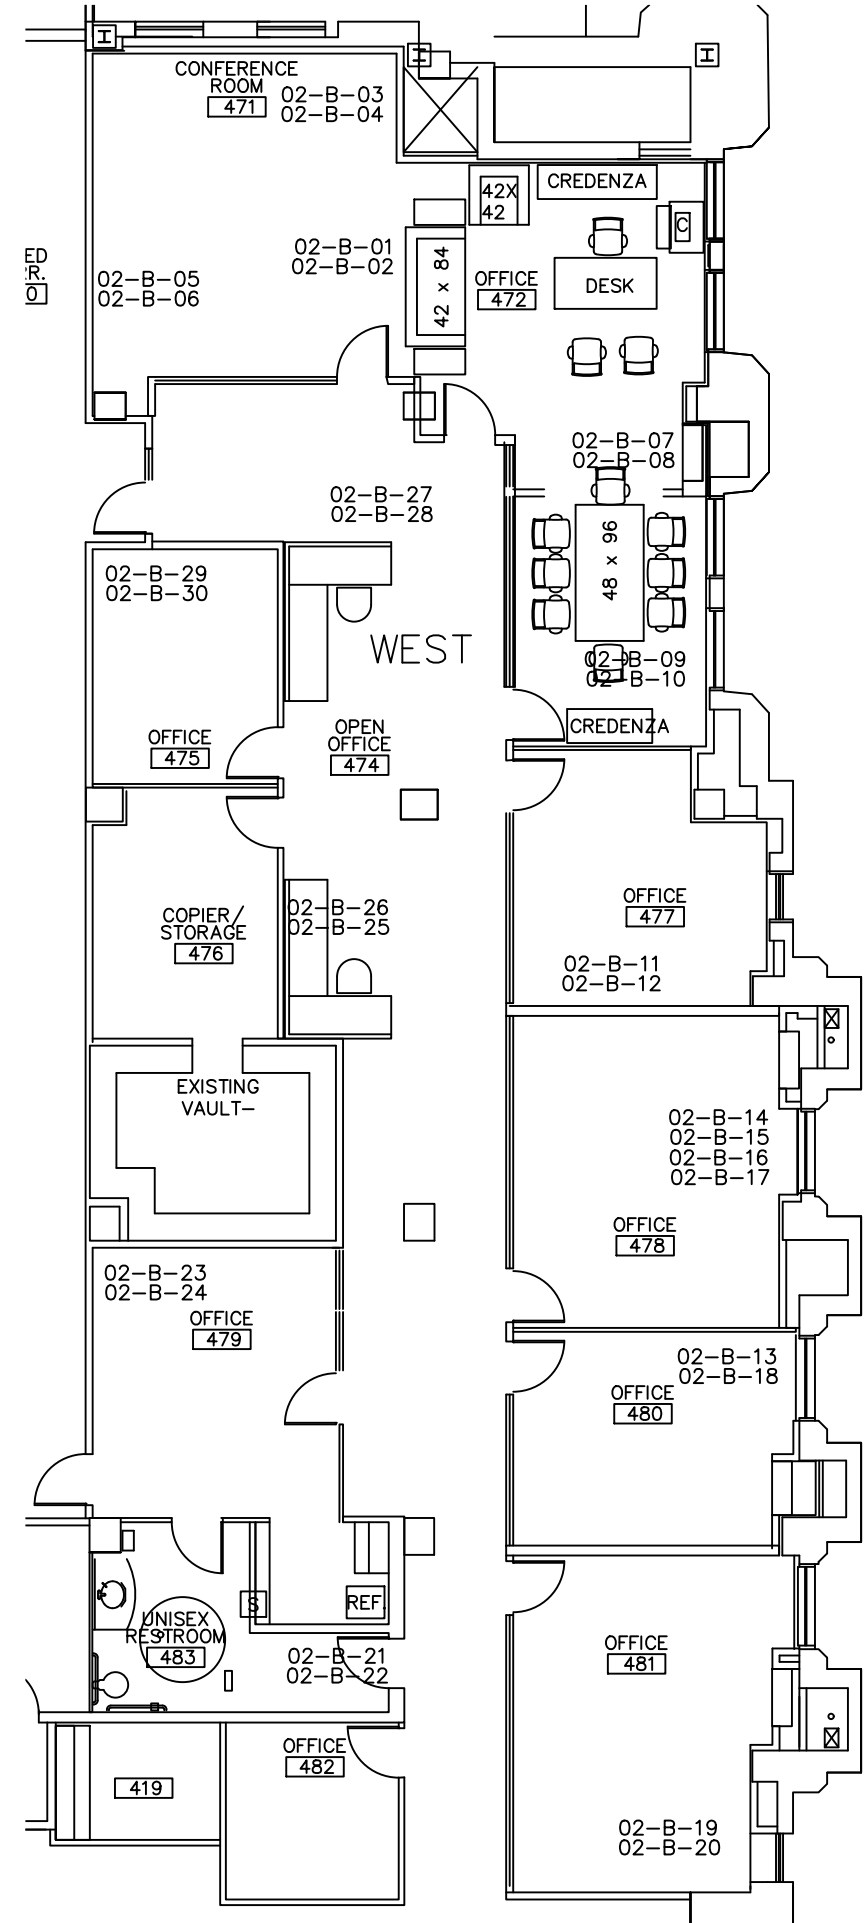 CONFERENCE
ROOM
471
02-B-03
02-B-04
CREDENZA
42X
42
C
ED
R.
0
02-B-01
02-B-02
02-B-05
02-B-06
42 x 84
OFFICE
472
DESK
02-B-07
02-B-08
02-B-27
02-B-28
48 x 96
02-B-29
02-B-30
WEST
02-B-09
02-B-10
CREDENZA
OFFICE
475
OPEN
OFFICE
474
OFFICE
477
COPIER/
STORAGE
476
02-B-26
02-B-25
02-B-11
02-B-12
EXISTING
VAULT-
02-B-14
02-B-15
02-B-16
02-B-17
OFFICE
478
02-B-23
02-B-24
OFFICE
479
02-B-13
02-B-18
OFFICE
480
S
REF.
UNISEX
RESTROOM
483
02-B-21
02-B-22
OFFICE
481
OFFICE
482
419
02-B-19
02-B-20